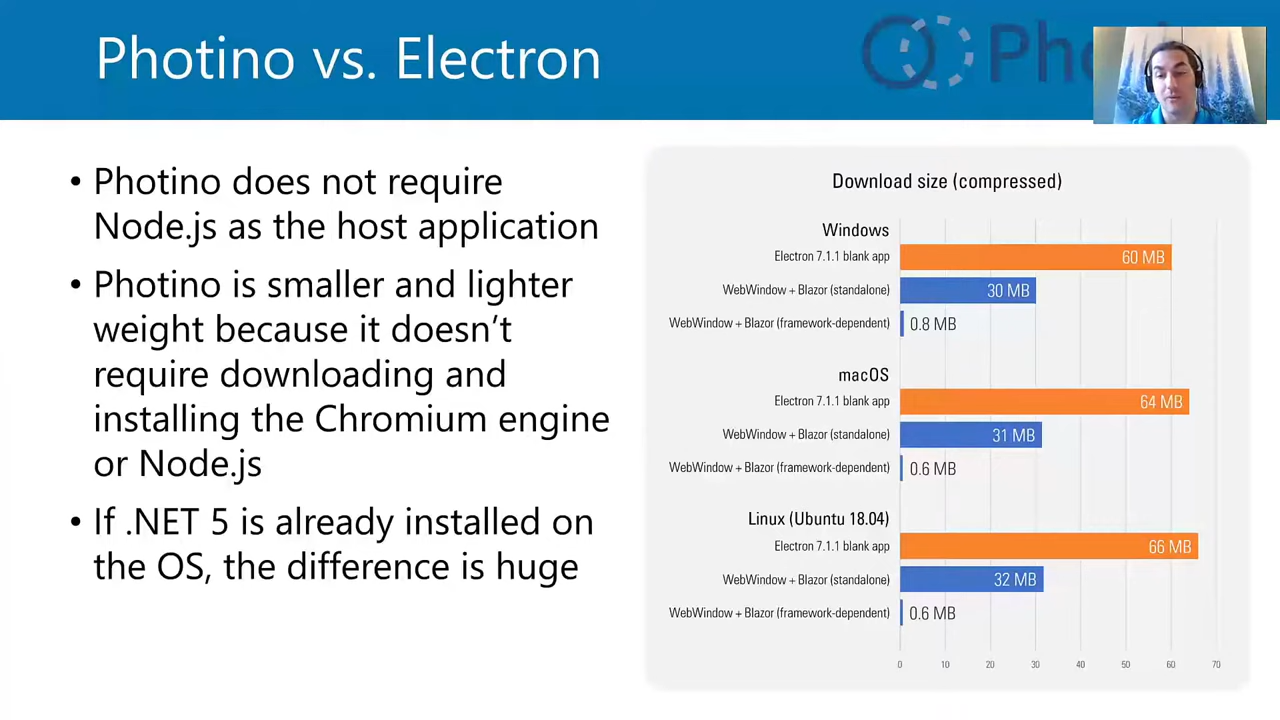 Photino vs. Electron
• Photino does not require
Node.js as the host application
• Photino is smaller and lighter
weight because it doesn’t
require downloading and
installing the Chromium engine
or Node.js
• If .NET 5 is already installed on
the OS, the difference is huge
Download size (compressed)
Windows
Electron 7.1.1 blank app 60 MB
WebWindow + Blazor (standalone) 30 MB
WebWindow + Blazor (framework-dependent) 0.8 MB
macOS
Electron 7.1.1 blank app 64 MB
WebWindow + Blazor (standalone) 31 MB
WebWindow + Blazor (framework-dependent) 0.6 MB
Linux (Ubuntu 18.04)
Electron 7.1.1 blank app 66 MB
WebWindow + Blazor (standalone) 32 MB
WebWindow + Blazor (framework-dependent) 0.6 MB
0 10 20 30 40 50 60 70